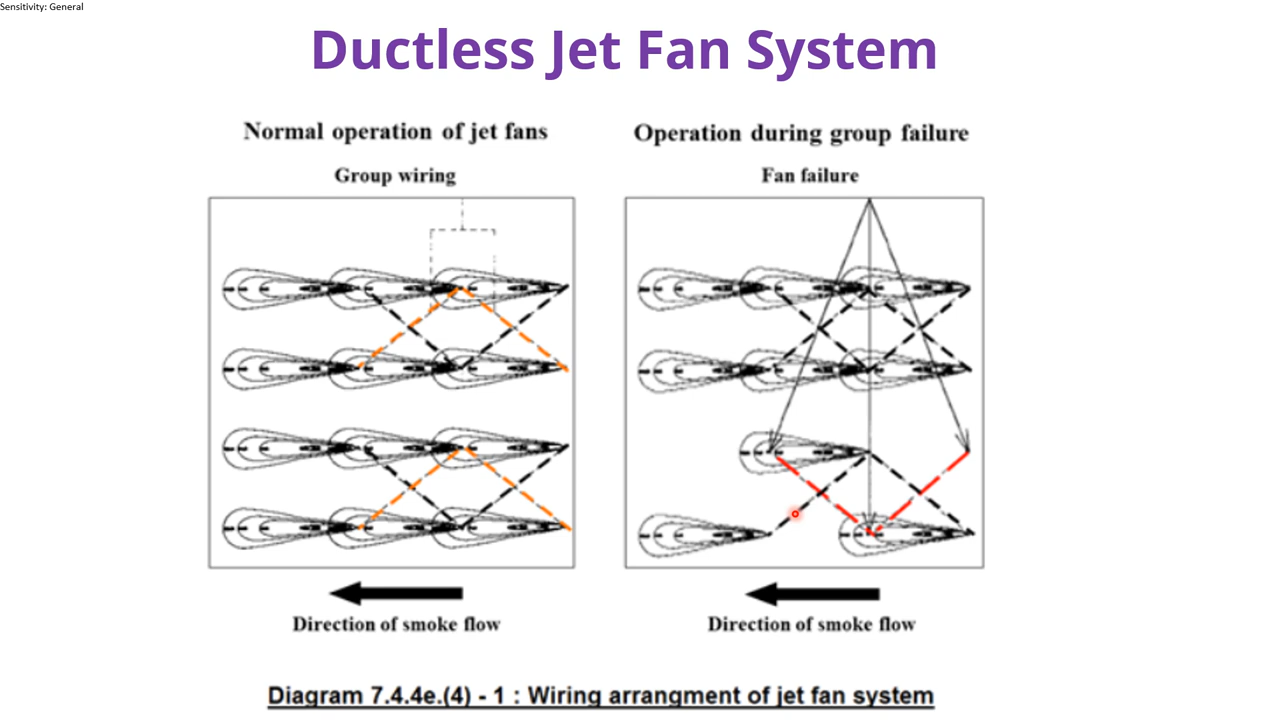 Sensitivity: General
Ductless Jet Fan System
Normal operation of jet fans
Group wiring
Operation during group failure
Fan failure
Direction of smoke flow
Direction of smoke flow
Diagram 7.4.4e.(4) - 1 : Wiring arrangment of jet fan system